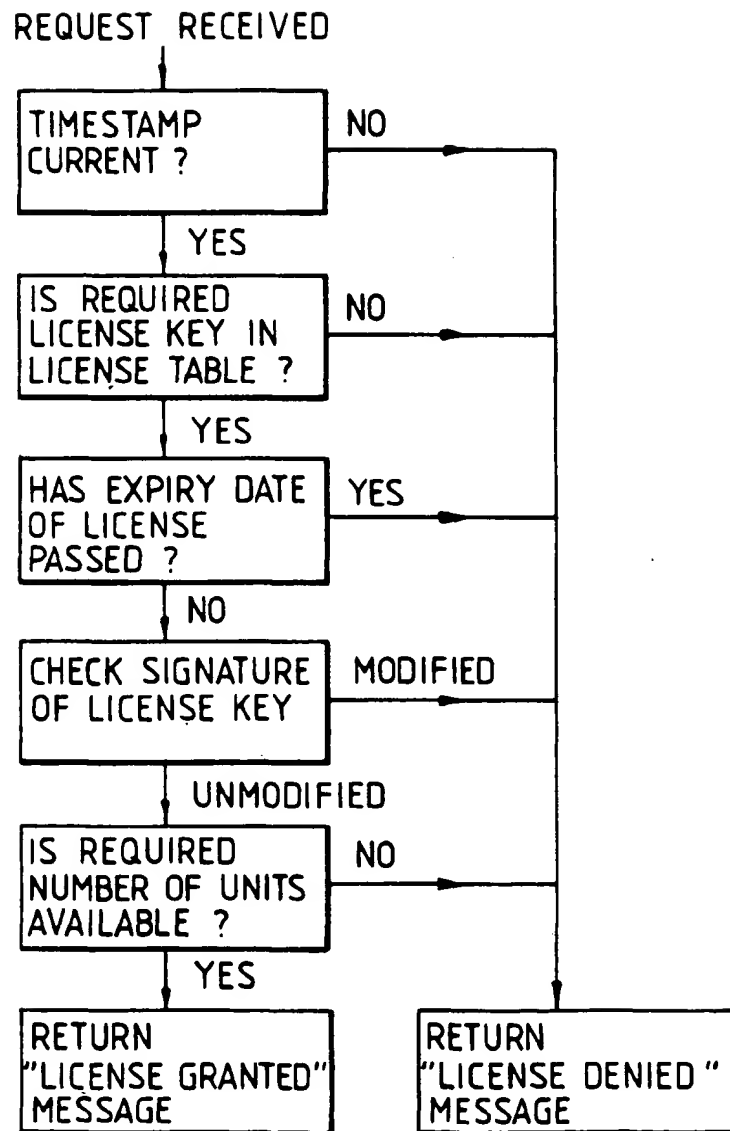 REQUEST RECEIVED
TIMESTAMP
CURRENT ?
NO
YES
IS REQUIRED
LICENSE KEY IN
LICENSE TABLE ?
NO
YES
HAS EXPIRY DATE
OF LICENSE
PASSED ?
YES
NO
CHECK SIGNATURE
OF LICENSE KEY
MODIFIED
UNMODIFIED
IS REQUIRED
NUMBER OF UNITS
AVAILABLE ?
NO
YES
RETURN
"LICENSE GRANTED"
MESSAGE
RETURN
"LICENSE DENIED"
MESSAGE